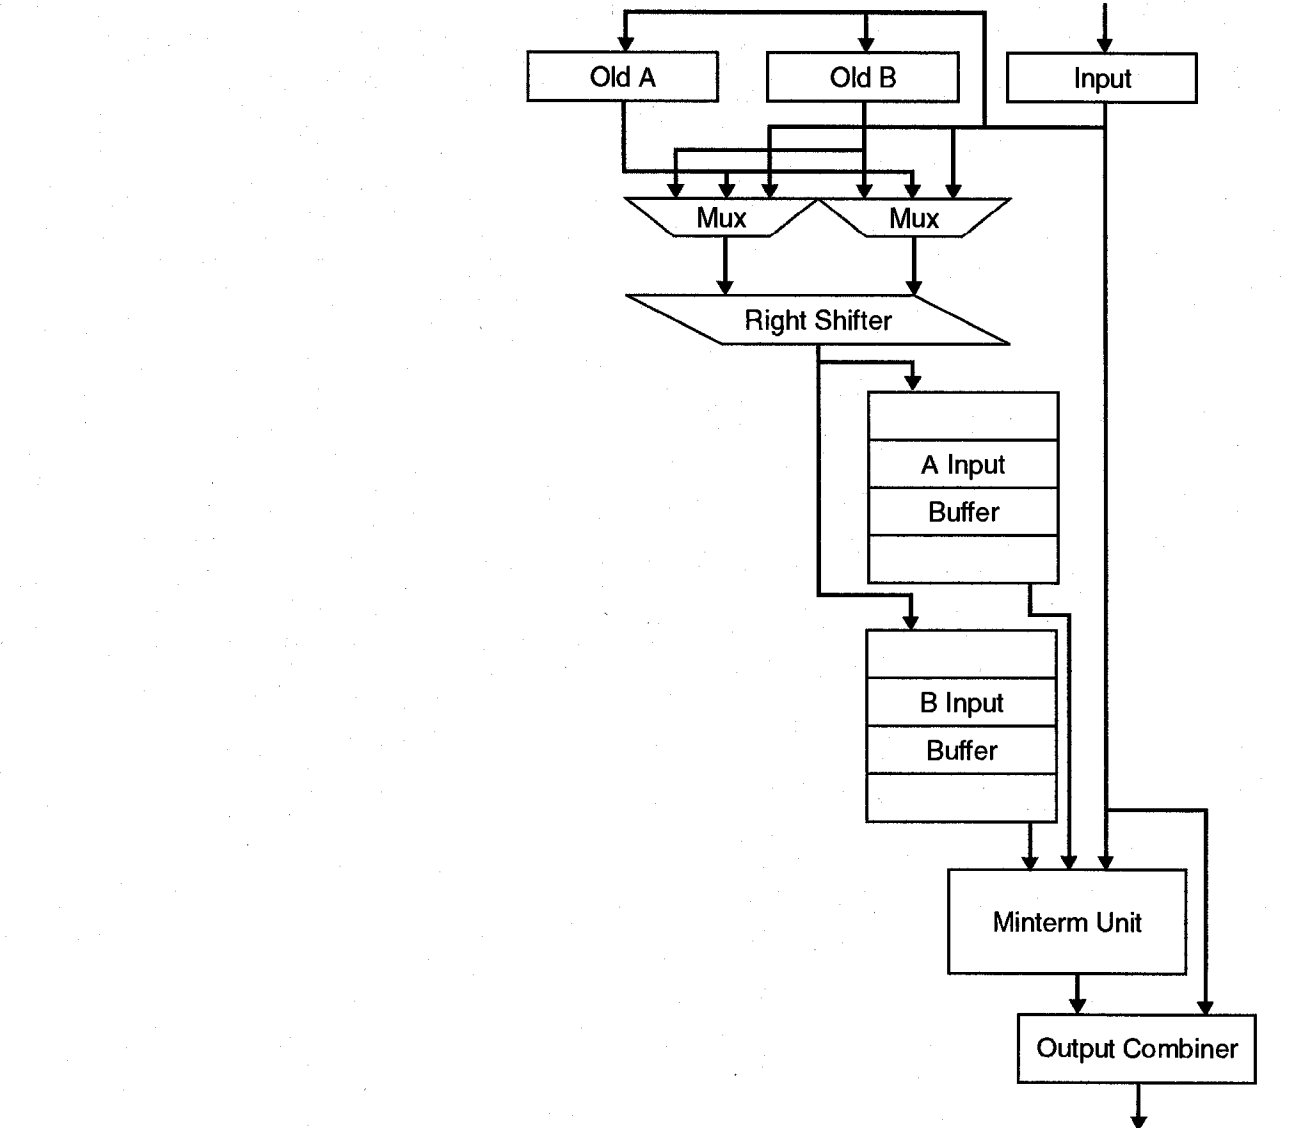 Old A
Old B
Input
Mux
Mux
Right Shifter
A Input
Buffer
B Input
Buffer
Minterm Unit
Output Combiner